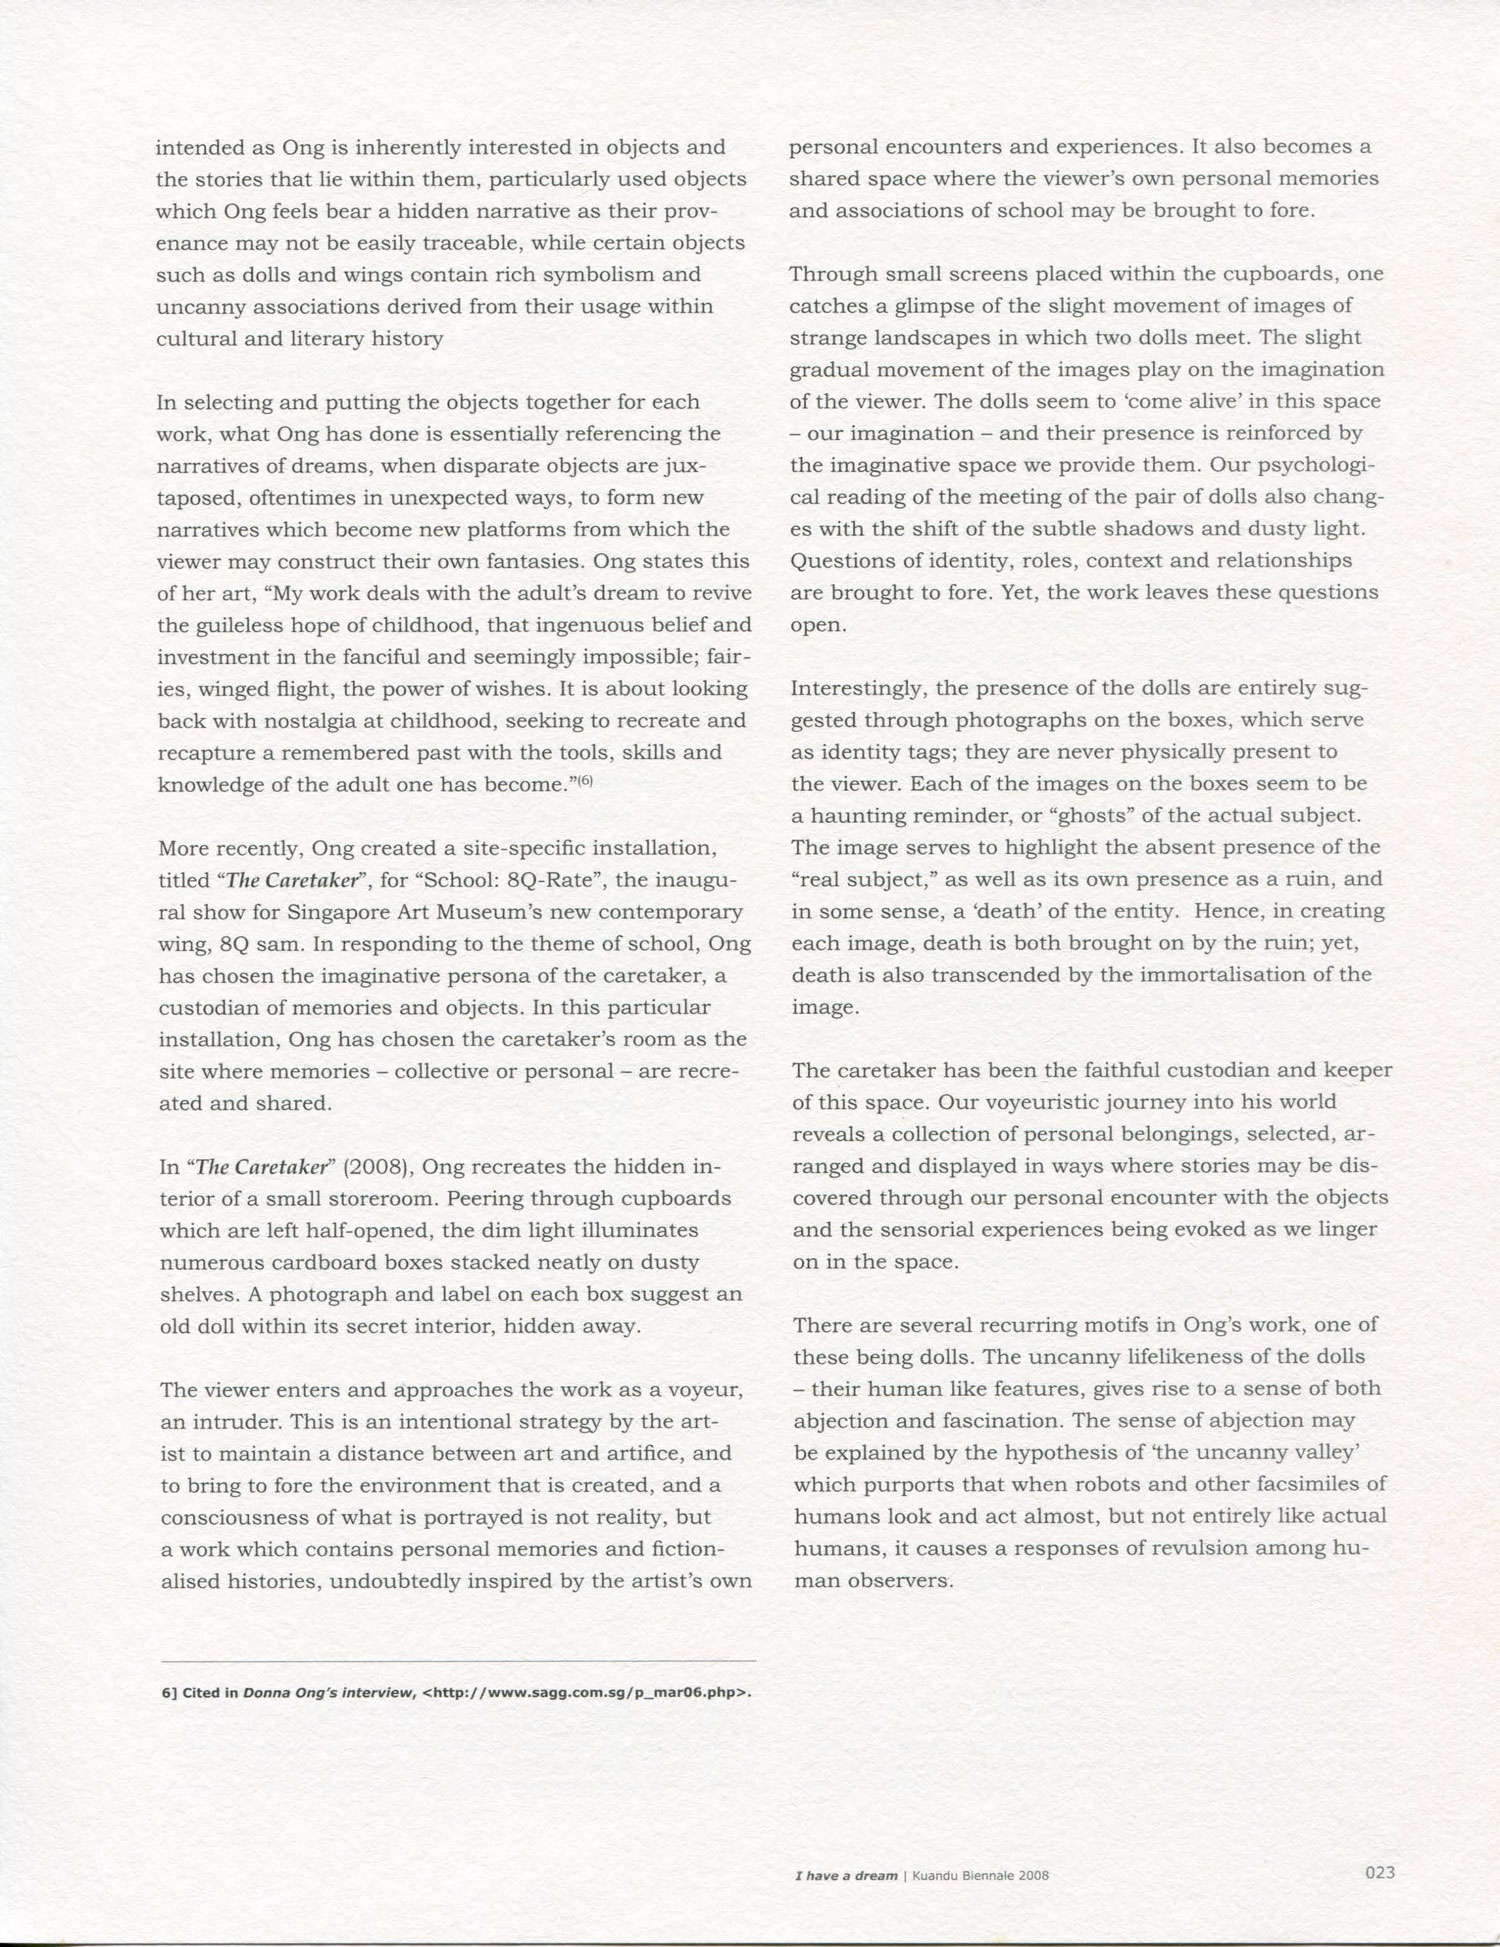 intended as Ong is inherently interested in objects and
the stories that lie within them, particularly used objects
which Ong feels bear a hidden narrative as their prov-
enance may not be easily traceable, while certain objects
such as dolls and wings contain rich symbolism and
uncanny associations derived from their usage within
cultural and literary history
In selecting and putting the objects together for each
work, what Ong has done is essentially referencing the
narratives of dreams, when disparate objects are jux-
taposed, oftentimes in unexpected ways, to form new
narratives which become new platforms from which the
viewer may construct their own fantasies. Ong states this
of her art, “My work deals with the adult’s dream to revive
the guileless hope of childhood, that ingenuous belief and
investment in the fanciful and seemingly impossible; fair-
ies, winged flight, the power of wishes. It is about looking
back with nostalgia at childhood, seeking to recreate and
recapture a remembered past with the tools, skills and
knowledge of the adult one has become.”(6)
More recently, Ong created a site-specific installation,
titled “The Caretaker”, for “School: 8Q-Rate”, the inaugu-
ral show for Singapore Art Museum’s new contemporary
wing, 8Q sam. In responding to the theme of school, Ong
has chosen the imaginative persona of the caretaker, a
custodian of memories and objects. In this particular
installation, Ong has chosen the caretaker’s room as the
site where memories – collective or personal – are recre-
ated and shared.
In “The Caretaker” (2008), Ong recreates the hidden in-
terior of a small storeroom. Peering through cupboards
which are left half-opened, the dim light illuminates
numerous cardboard boxes stacked neatly on dusty
shelves. A photograph and label on each box suggest an
old doll within its secret interior, hidden away.
The viewer enters and approaches the work as a voyeur,
an intruder. This is an intentional strategy by the art-
ist to maintain a distance between art and artifice, and
to bring to fore the environment that is created, and a
consciousness of what is portrayed is not reality, but
a work which contains personal memories and fiction-
alised histories, undoubtedly inspired by the artist’s own
personal encounters and experiences. It also becomes a
shared space where the viewer’s own personal memories
and associations of school may be brought to fore.
Through small screens placed within the cupboards, one
catches a glimpse of the slight movement of images of
strange landscapes in which two dolls meet. The slight
gradual movement of the images play on the imagination
of the viewer. The dolls seem to ‘come alive’ in this space
– our imagination – and their presence is reinforced by
the imaginative space we provide them. Our psychologi-
cal reading of the meeting of the pair of dolls also chang-
es with the shift of the subtle shadows and dusty light.
Questions of identity, roles, context and relationships
are brought to fore. Yet, the work leaves these questions
open.
Interestingly, the presence of the dolls are entirely sug-
gested through photographs on the boxes, which serve
as identity tags; they are never physically present to
the viewer. Each of the images on the boxes seem to be
a haunting reminder, or “ghosts” of the actual subject.
The image serves to highlight the absent presence of the
“real subject,” as well as its own presence as a ruin, and
in some sense, a ‘death’ of the entity.  Hence, in creating
each image, death is both brought on by the ruin; yet,
death is also transcended by the immortalisation of the
image.
The caretaker has been the faithful custodian and keeper
of this space. Our voyeuristic journey into his world
reveals a collection of personal belongings, selected, ar-
ranged and displayed in ways where stories may be dis-
covered through our personal encounter with the objects
and the sensorial experiences being evoked as we linger
on in the space.
There are several recurring motifs in Ong’s work, one of
these being dolls. The uncanny lifelikeness of the dolls
– their human like features, gives rise to a sense of both
abjection and fascination. The sense of abjection may
be explained by the hypothesis of ‘the uncanny valley’
which purports that when robots and other facsimiles of
humans look and act almost, but not entirely like actual
humans, it causes a responses of revulsion among hu-
man observers.
6] Cited in Donna Ong’s interview, <http://www.sagg.com.sg/p_mar06.php>.
I have a dream | Kuandu Biennale 2008
023